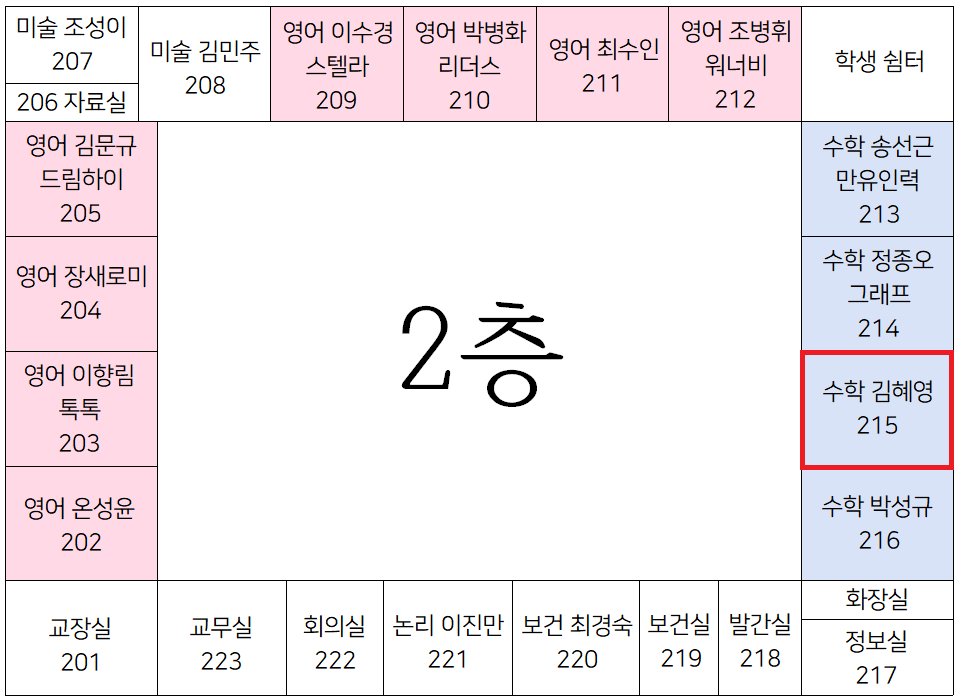 미술 조성이
207
206 자료실
미술 김민주
208
영어 이수경
스텔라
209
영어 박병화
리더스
210
영어 최수인
211
영어 조병휘
워너비
212
학생 쉼터
영어 김문규
드림하이
205
수학 송선근
만유인력
213
영어 장새로미
204
수학 정종오
그래프
214
2층
영어 이향림
톡톡
203
수학 김혜영
215
영어 온성윤
202
수학 박성규
216
교장실
201
교무실
223
회의실
222
논리 이진만
221
보건 최경숙
220
보건실
219
발간실
218
화장실
정보실
217